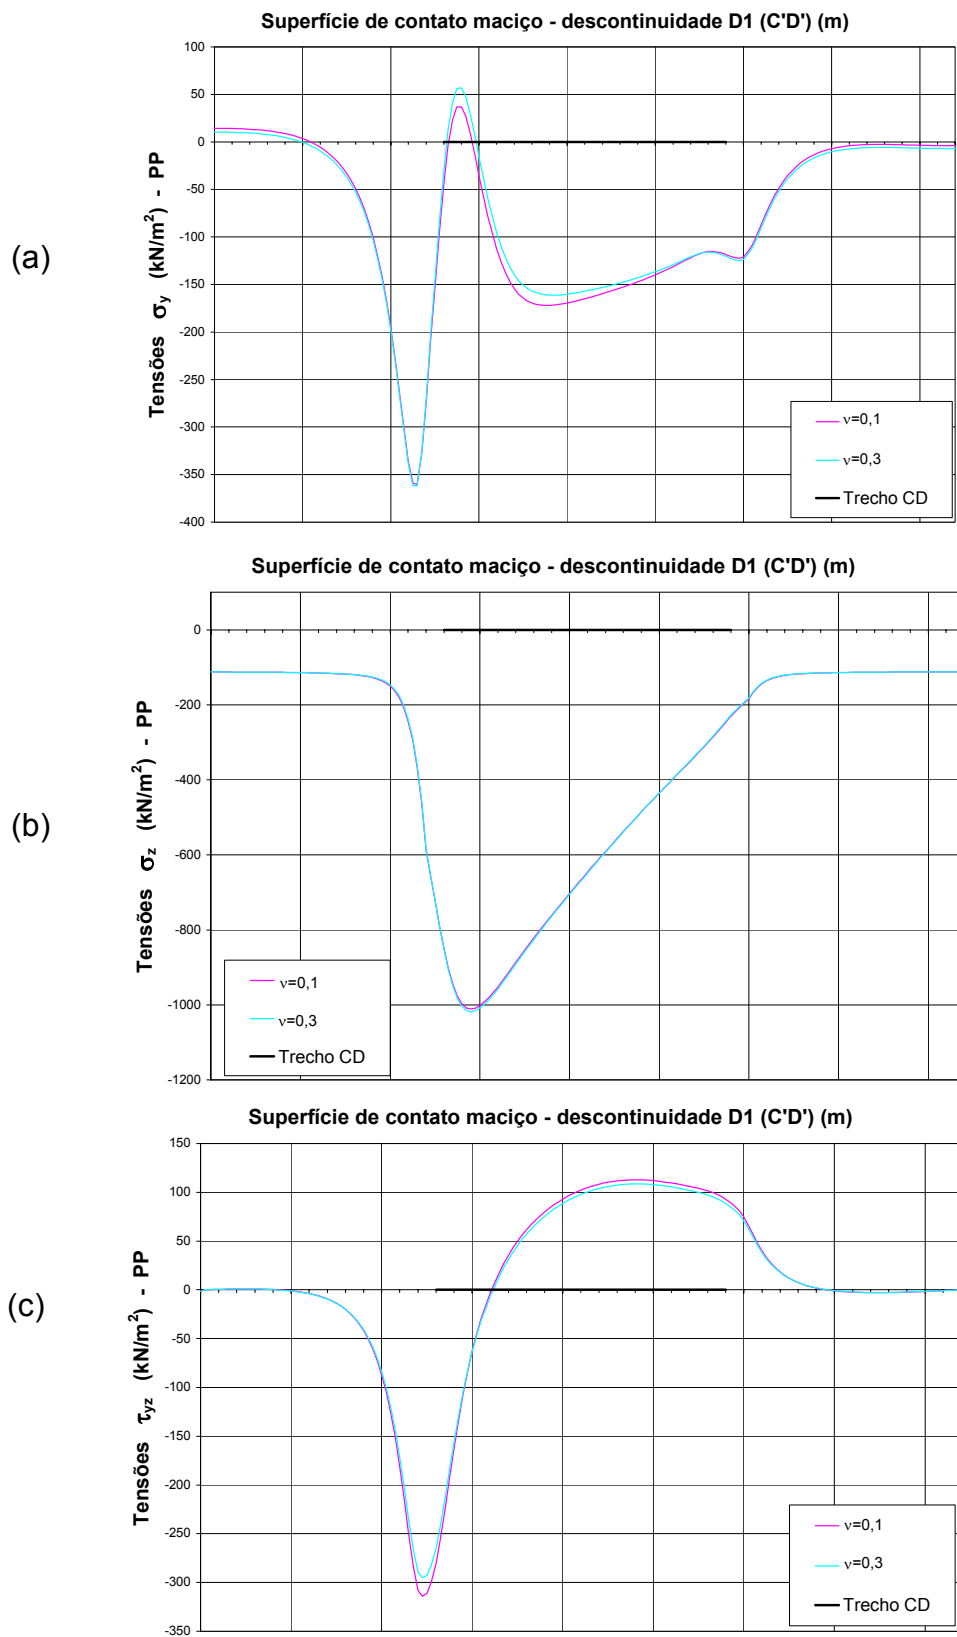 Superfície de contato maciço - descontinuidade D1 (C'D') (m)
(a)
Tensões σy (kN/m²) - PP
100
50
0
-50
-100
-150
-200
-250
-300
-350
-400
ν=0,1
ν=0,3
Trecho CD
Superfície de contato maciço - descontinuidade D1 (C'D') (m)
(b)
Tensões σz (kN/m²) - PP
0
-200
-400
-600
-800
-1000
-1200
ν=0,1
ν=0,3
Trecho CD
Superfície de contato maciço - descontinuidade D1 (C'D') (m)
(c)
Tensões τyz (kN/m²) - PP
150
100
50
0
-50
-100
-150
-200
-250
-300
-350
ν=0,1
ν=0,3
Trecho CD